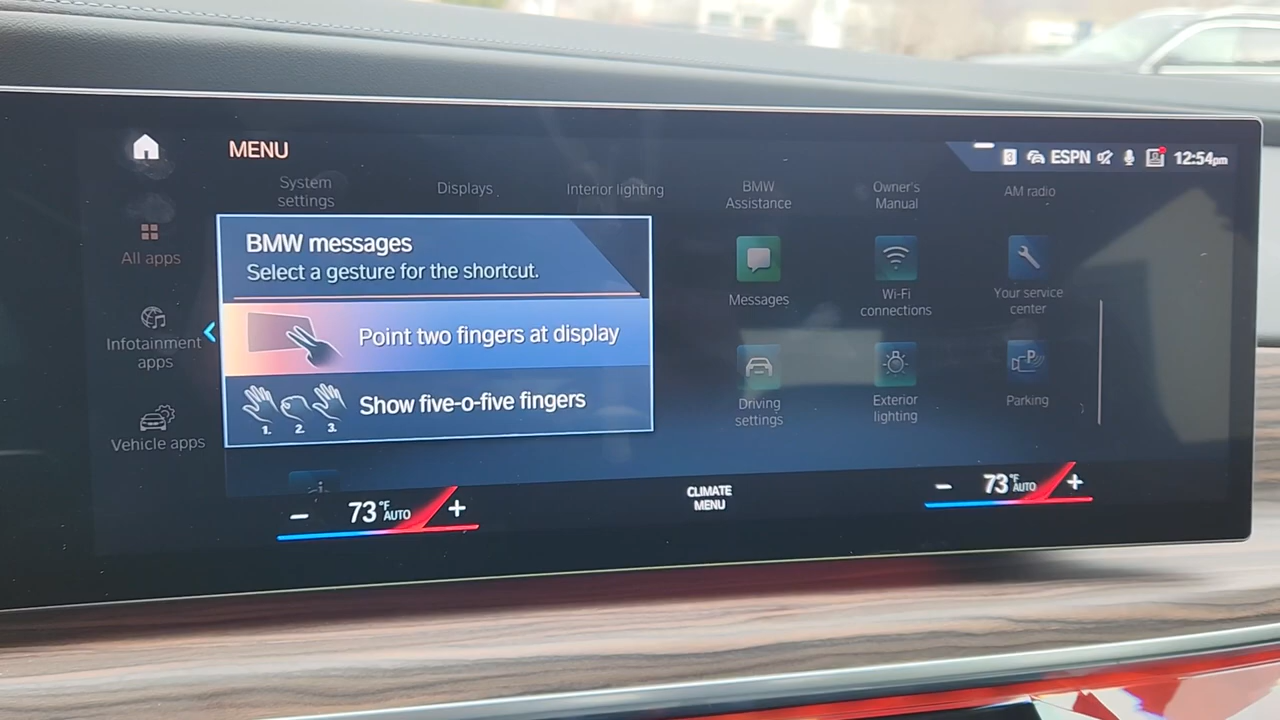 MENU
3 ESPN 12:54pm
System
settings
Displays
Interior lighting
BMW
Assistance
Owner's
Manual
AM radio
All apps
Infotainment
apps
Vehicle apps
BMW messages
Select a gesture for the shortcut.
Point two fingers at display
1. 2. 3.
Show five-o-five fingers
Messages
Wi-Fi
connections
Your service
center
Driving
settings
Exterior
lighting
P
Parking
− 73°F AUTO +
CLIMATE
MENU
− 73°F AUTO +